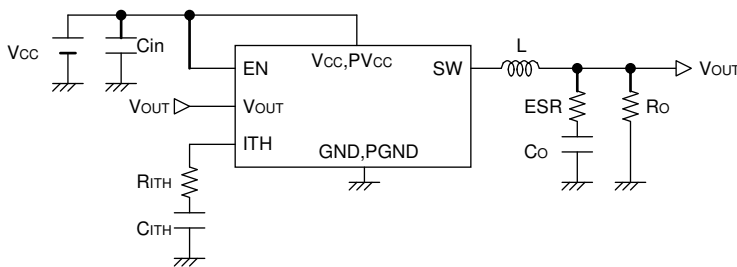 VCC
Cin
EN
VCC,PVCC
SW
L
VOUT
VOUT
VOUT
ESR
RO
ITH
GND,PGND
CO
RITH
CITH